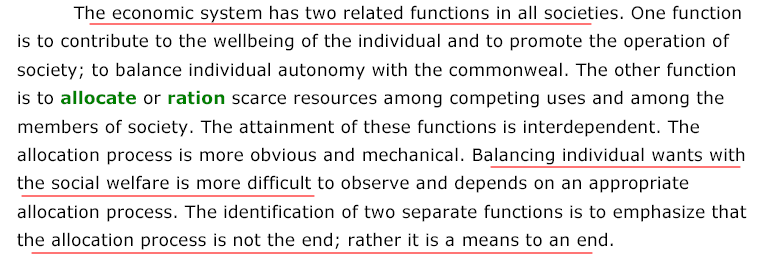 The economic system has two related functions in all societies. One function
is to contribute to the wellbeing of the individual and to promote the operation of
society; to balance individual autonomy with the commonweal. The other function
is to allocate or ration scarce resources among competing uses and among the
members of society. The attainment of these functions is interdependent. The
allocation process is more obvious and mechanical. Balancing individual wants with
the social welfare is more difficult to observe and depends on an appropriate
allocation process. The identification of two separate functions is to emphasize that
the allocation process is not the end; rather it is a means to an end.